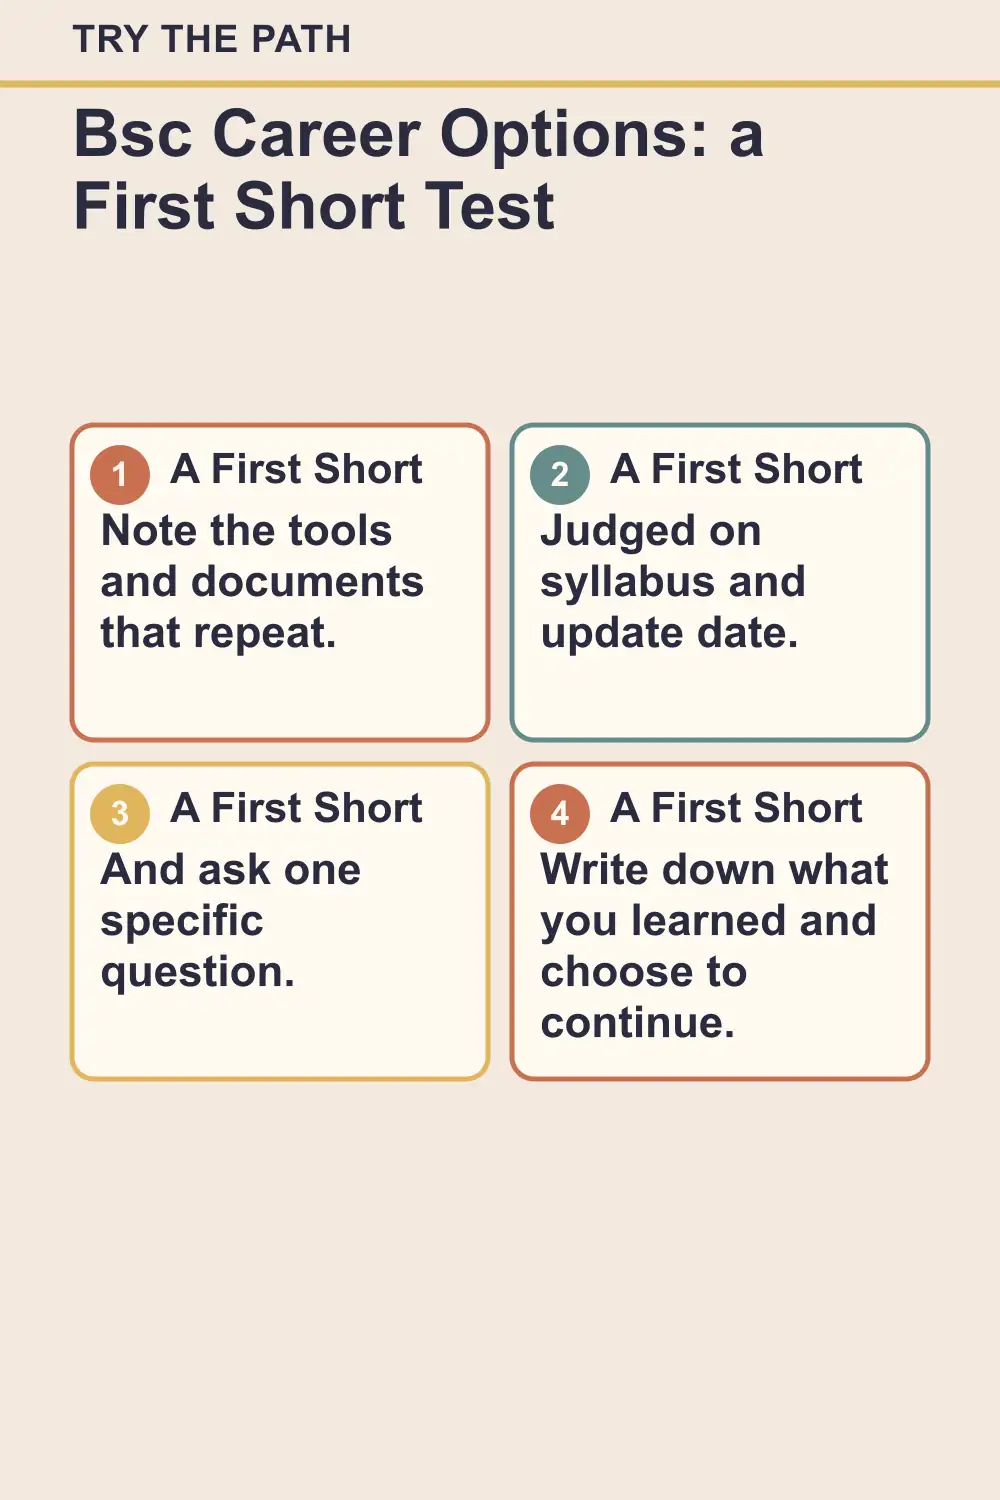 TRY THE PATH
Bsc Career Options: a
First Short Test
1 A First Short
Note the tools
and documents
that repeat.
2 A First Short
Judged on
syllabus and
update date.
3 A First Short
And ask one
specific
question.
4 A First Short
Write down what
you learned and
choose to
continue.